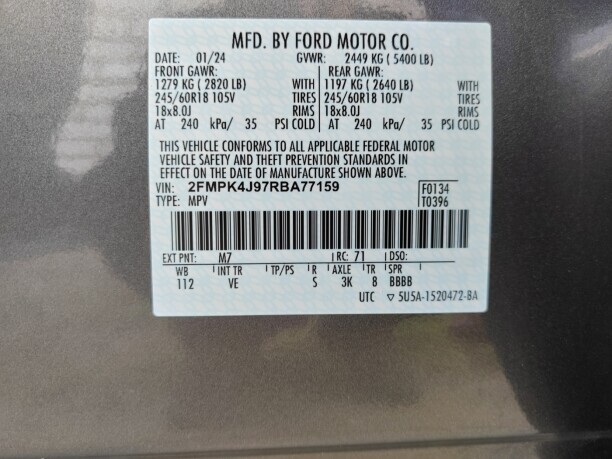 MFD. BY FORD MOTOR CO.
DATE: 01/24 GVWR: 2449 KG ( 5400 LB)
FRONT GAWR: REAR GAWR:
1279 KG ( 2820 LB) WITH 1197 KG ( 2640 LB) WITH
245/60R18 105V TIRES 245/60R18 105V TIRES
18x8.0J RIMS 18x8.0J RIMS
AT 240 kPa/ 35 PSI COLD AT 240 kPa/ 35 PSI COLD
THIS VEHICLE CONFORMS TO ALL APPLICABLE FEDERAL MOTOR
VEHICLE SAFETY AND THEFT PREVENTION STANDARDS IN
EFFECT ON THE DATE OF MANUFACTURE SHOWN ABOVE.
VIN: 2FMPK4J97RBA77159 F0134
TYPE: MPV T0396
EXT PNT: M7 RC: 71 DSO:
WB INT TR TP/PS R AXLE TR SPR
112 VE S 3K 8 BBBB
UTC ▽ 5U5A-1520472-BA